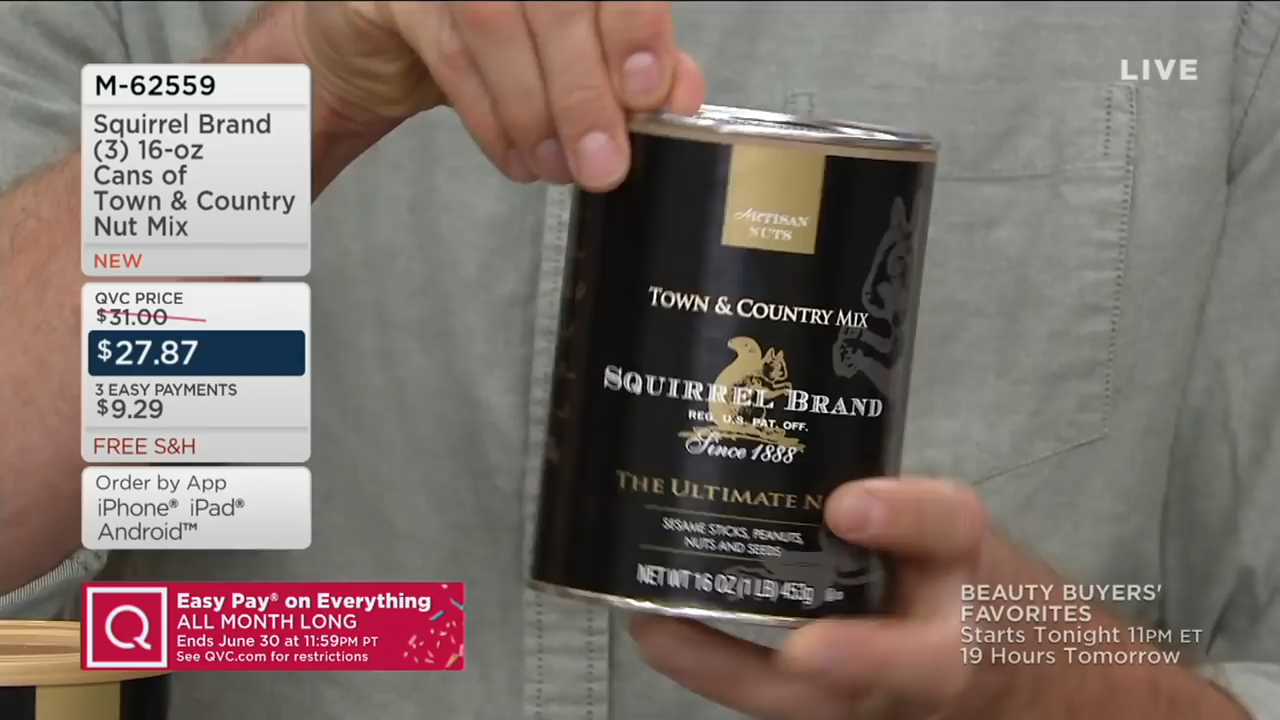 M-62559
Squirrel Brand
(3) 16-oz
Cans of
Town & Country
Nut Mix
NEW
QVC PRICE
$31.00
$27.87
3 EASY PAYMENTS
$9.29
FREE S&H
Order by App
iPhone® iPad®
Android™
Q
Easy Pay® on Everything
ALL MONTH LONG
Ends June 30 at 11:59PM PT
See QVC.com for restrictions
LIVE
ARTISAN
NUTS
TOWN & COUNTRY MIX
SQUIRREL BRAND
REG. U.S. PAT. OFF.
Since 1888
THE ULTIMATE
SESAME STICKS, PEANUTS,
NUTS AND SEEDS
NET WT 16 OZ (1 LB) 453g
BEAUTY BUYERS'
FAVORITES
Starts Tonight 11PM ET
19 Hours Tomorrow